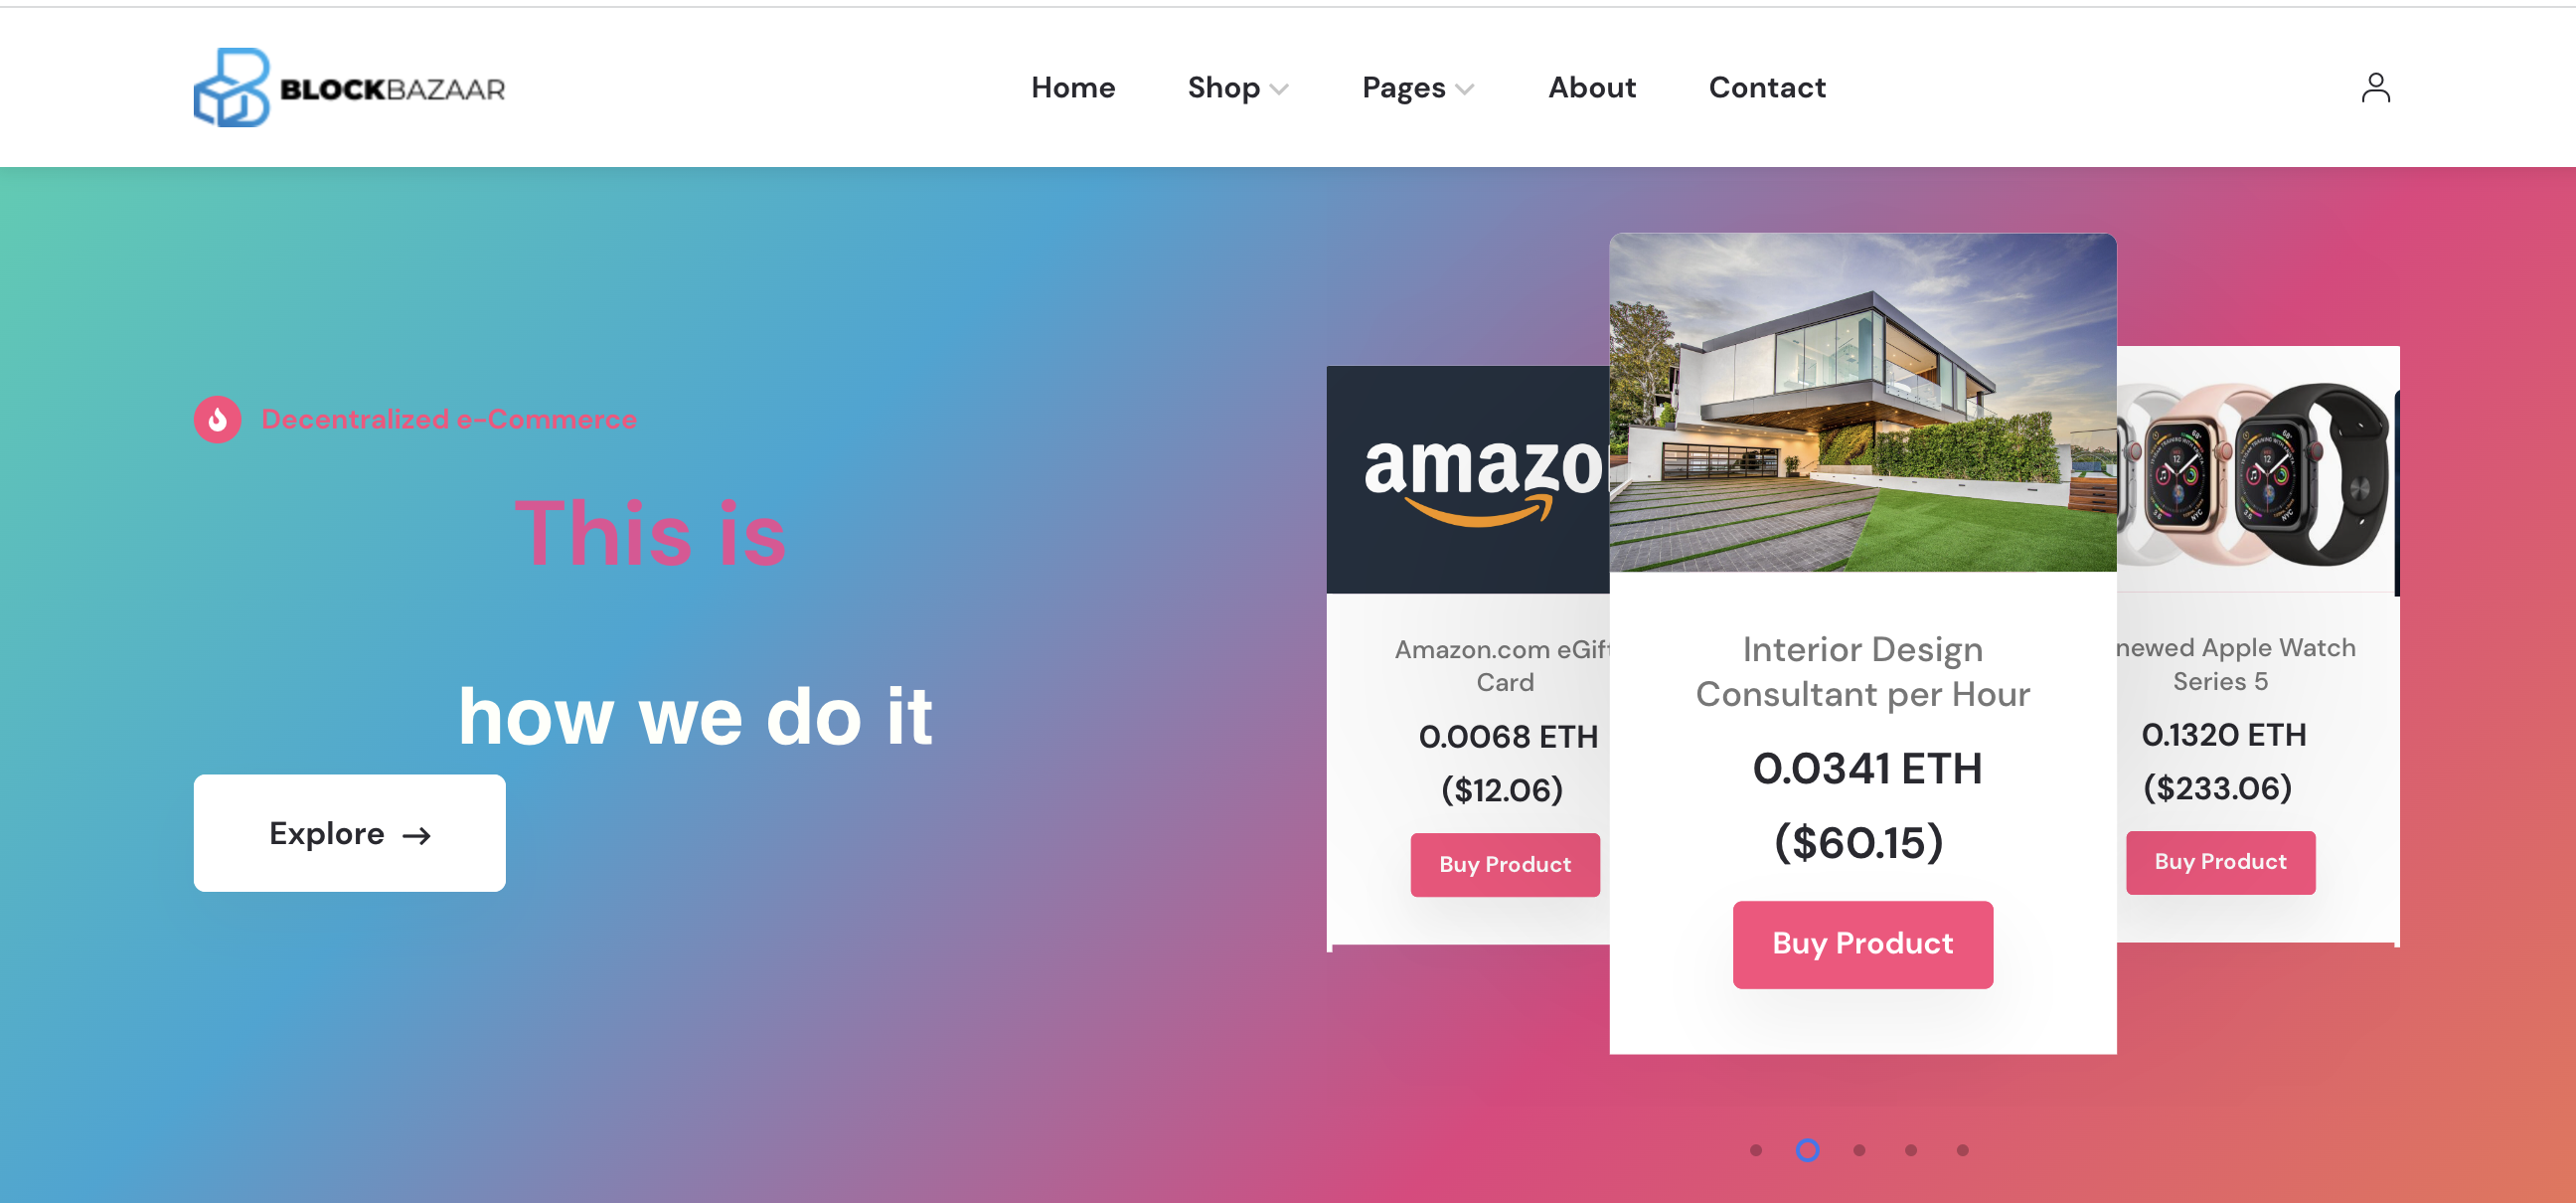 BLOCKBAZAAR
Home
Shop
Pages
About
Contact
Decentralized e-Commerce
This is
how we do it
Explore →
amazo
Amazon.com eGift
Card
0.0068 ETH
($12.06)
Buy Product
Interior Design
Consultant per Hour
0.0341 ETH
($60.15)
Buy Product
newed Apple Watch
Series 5
0.1320 ETH
($233.06)
Buy Product